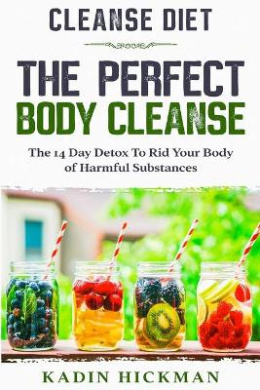 CLEANSE DIET
THE PERFECT
BODY CLEANSE
The 14 Day Detox To Rid Your Body
of Harmful Substances
KADIN HICKMAN